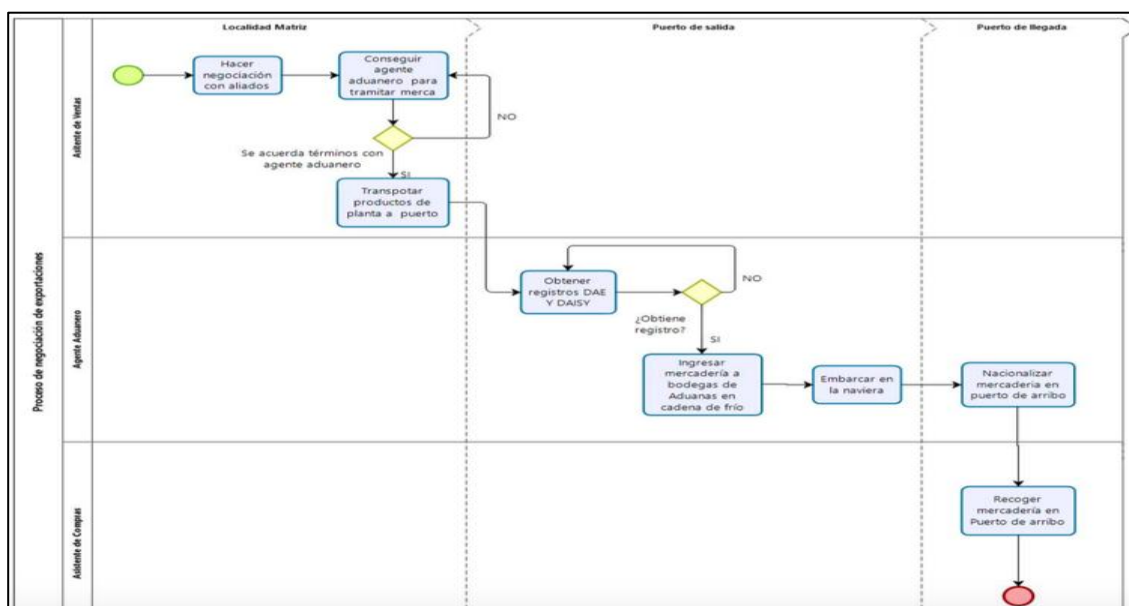 Localidad Matriz
Puerto de salida
Puerto de llegada
Proceso de negociación de exportaciones
Asitente de Ventas
Hacer
negociación
con aliados
Conseguir
agente
aduanero para
tramitar merca
NO
Se acuerda términos con
agente aduanero
SI
Transpotar
productos de
planta a puerto
Agente Aduanero
Obtener
registros DAE
Y DAISY
NO
¿Obtiene
registro?
SI
Ingresar
mercadería a
bodegas de
Aduanas en
cadena de frío
Embarcar en
la naviera
Nacionalizar
mercaderia en
puerto de arribo
Asistente de Compras
Recoger
mercadería en
Puerto de arribo